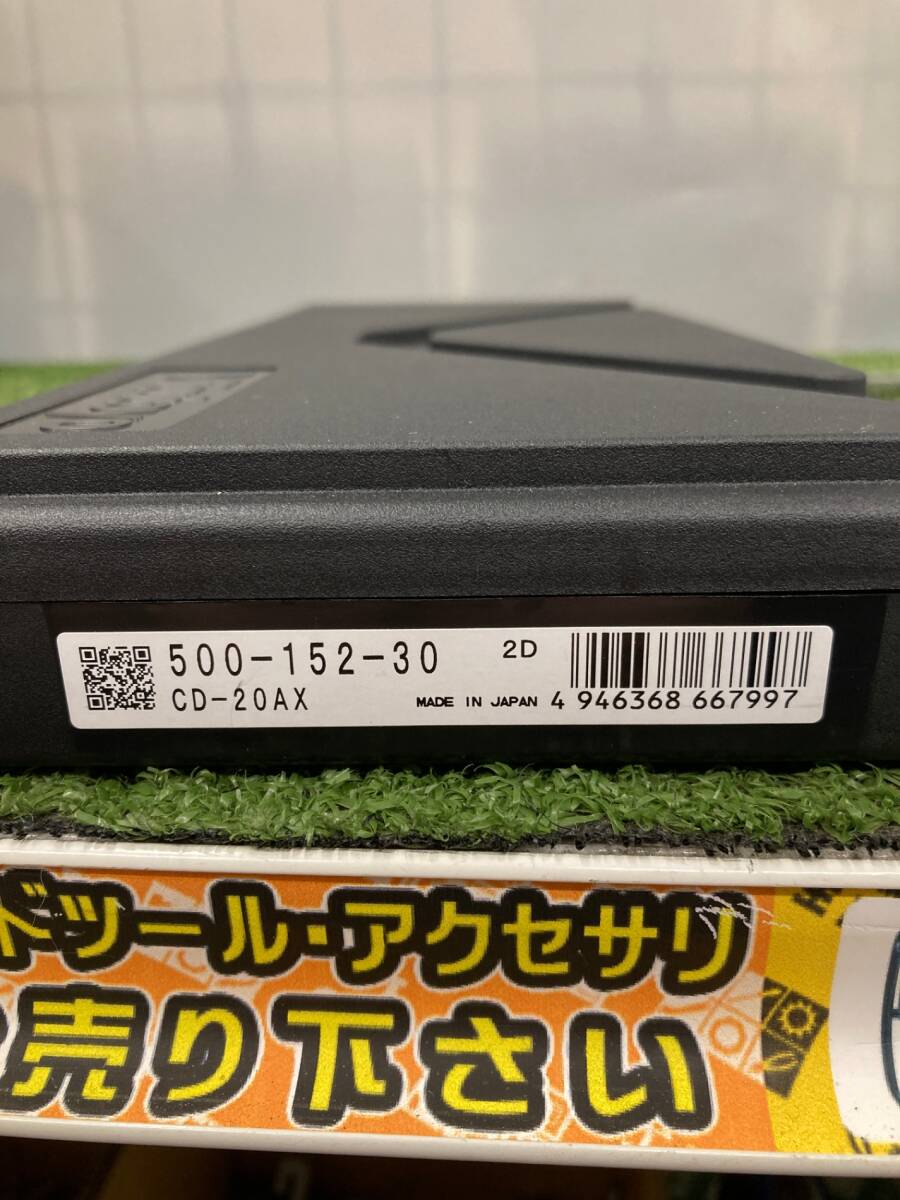 500-152-30
2D
CD-20AX
MADE IN JAPAN
4 946368 667997
ドツール・アクセサリ
売り下さい